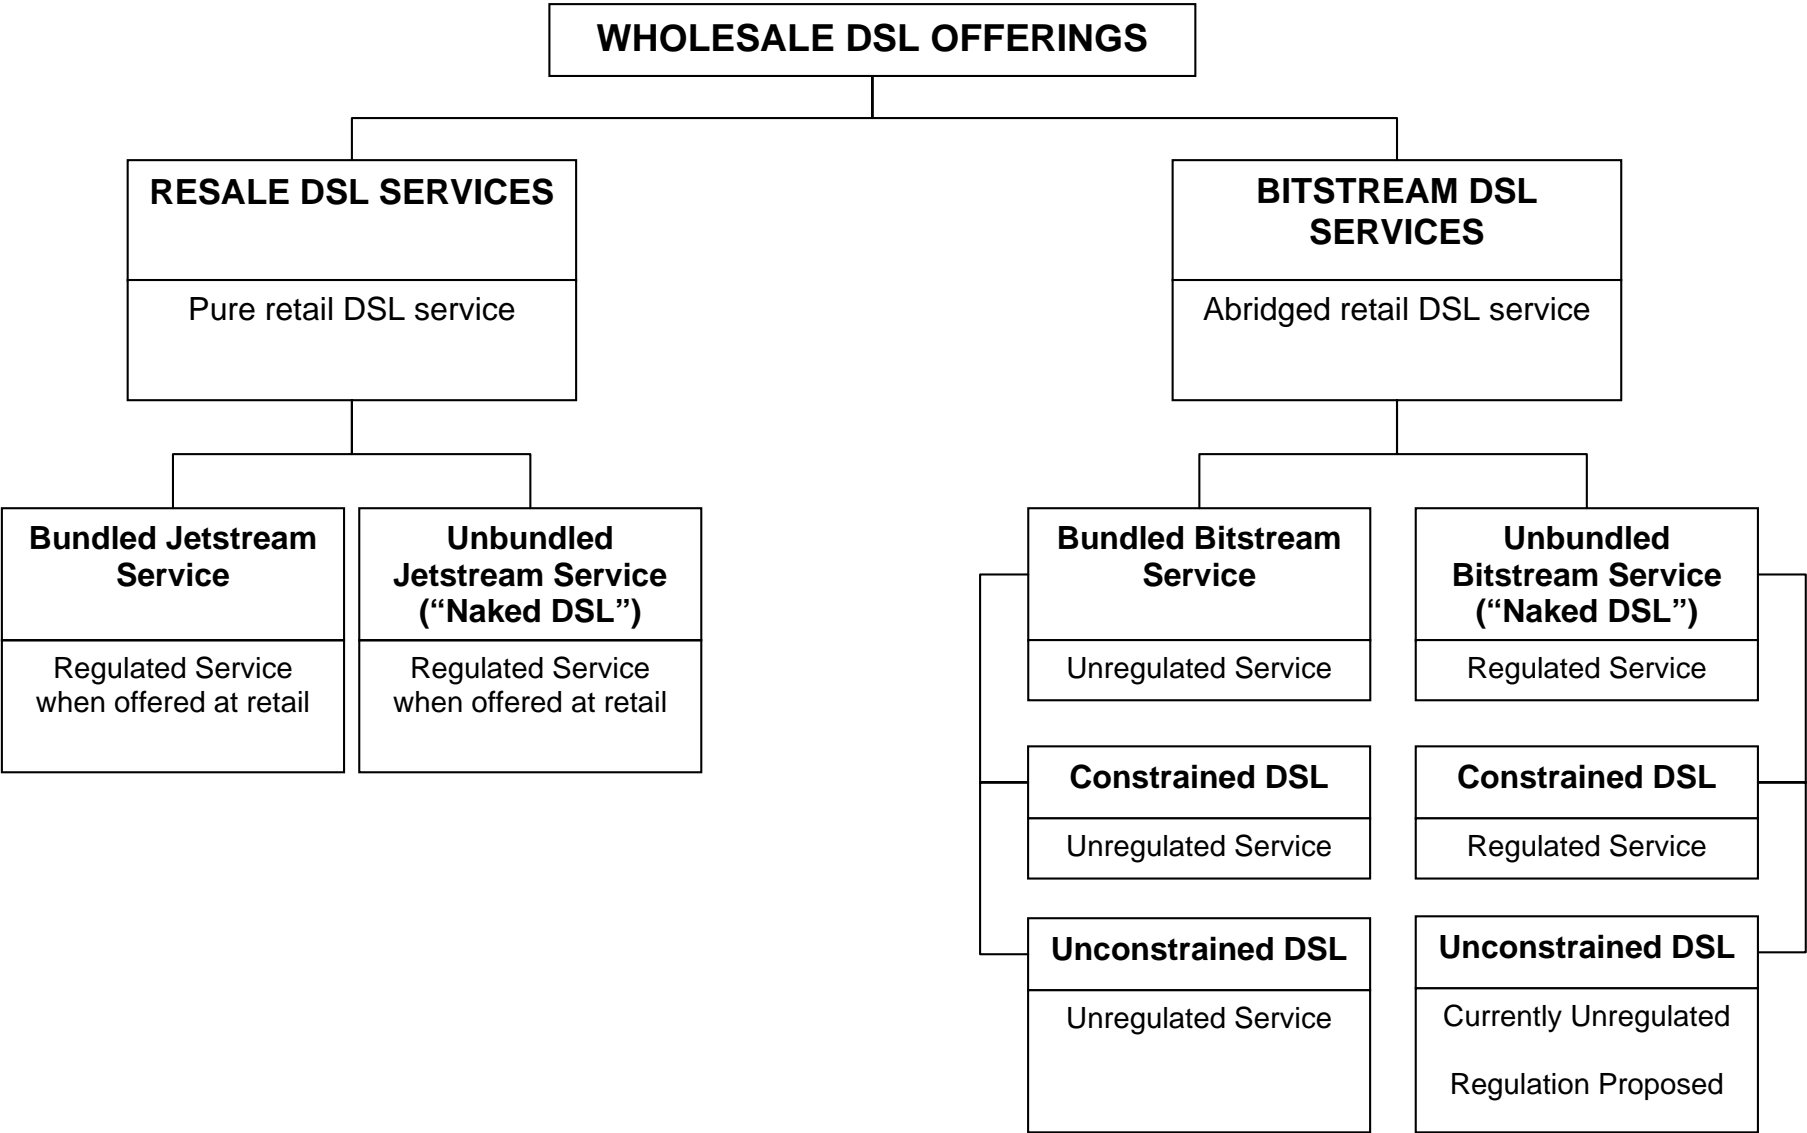 WHOLESALE DSL OFFERINGS
RESALE DSL SERVICES
Pure retail DSL service
BITSTREAM DSL
SERVICES
Abridged retail DSL service
Bundled Jetstream
Service
Regulated Service
when offered at retail
Unbundled
Jetstream Service
(“Naked DSL”)
Regulated Service
when offered at retail
Bundled Bitstream
Service
Unregulated Service
Unbundled
Bitstream Service
(“Naked DSL”)
Regulated Service
Constrained DSL
Unregulated Service
Constrained DSL
Regulated Service
Unconstrained DSL
Unregulated Service
Unconstrained DSL
Currently Unregulated
Regulation Proposed